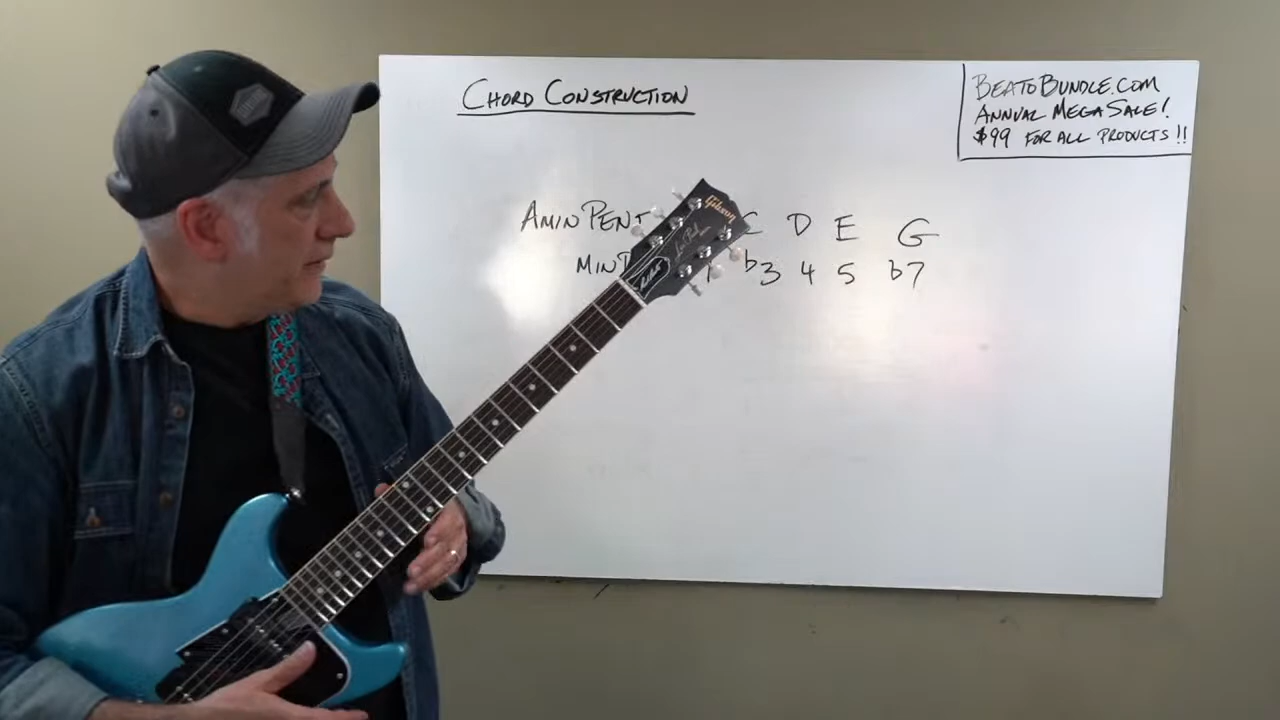 CHORD CONSTRUCTION
BEATOBUNDLE.COM
ANNUAL MEGA SALE!
$99 FOR ALL PRODUCTS!!
AMIN PENT C D E G
MIN 1 b3 4 5 b7
Gibson